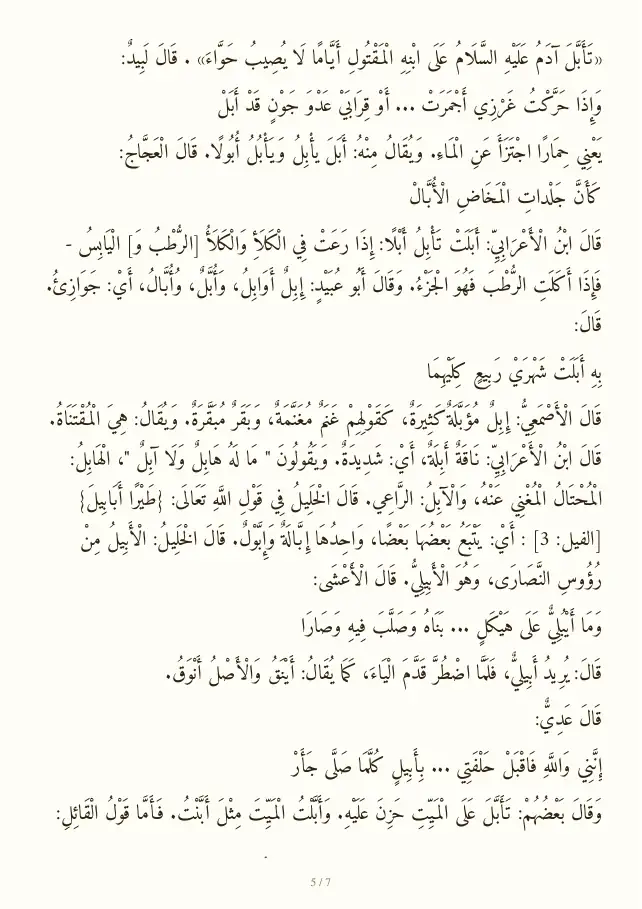 «تَأَبَّلَ آدَمُ عَلَيْهِ السَّلَامُ عَلَى ابْنِهِ الْمَقْتُولِ أَيَّامًا لَا يُصِيبُ حَوَّاءَ» . قَالَ لَبِيدٌ:
وَإِذَا حَرَّكْتُ غَرْزِي أَجْمَرَتْ ... أَوْ قِرَابَيْ عَدْوَ جَوْنٍ قَدْ أَبَلْ
يَعْنِي حِمَارًا اجْتَزَأَ عَنِ الْمَاءِ. وَيُقَالُ مِنْهُ: أَبَلَ يَأْبِلُ وَيَأْبُلُ أُبُولًا. قَالَ الْعَجَّاجُ:
كَأَنَّ جَلْدَاتِ الْمَخَاضِ الْأُبَّالْ
قَالَ ابْنُ الْأَعْرَابِيِّ: أَبَلَتْ تَأْبِلُ أَبْلًا: إِذَا رَعَتْ فِي الْكَلَأِ وَالْكَلَأُ [الرُّطْبُ وَ] الْيَابِسُ -
فَإِذَا أَكَلَتِ الرُّطْبَ فَهُوَ الْجَزْءُ. وَقَالَ أَبُو عُبَيْدٍ: إِبِلٌ أَوَابِلُ، وَأُبَّلٌ، وَأُبَّالُ، أَيْ: جَوَازِئُ.
قَالَ:
بِهِ أَبَلَتْ شَهْرَيْ رَبِيعٍ كِلَيْهِمَا
قَالَ الْأَصْمَعِيُّ: إِبِلٌ مُؤَبَّلَةٌ كَثِيرَةٌ، كَقَوْلِهِمْ غَنَمٌ مُغَنَّمَةٌ، وَبَقَرٌ مُبَقَّرَةٌ. وَيُقَالُ: هِيَ الْمُقْتَنَاةُ.
قَالَ ابْنُ الْأَعْرَابِيِّ: نَاقَةٌ أَبِلَةٌ، أَيْ: شَدِيدَةٌ. وَيَقُولُونَ " مَا لَهُ هَابِلٌ وَلَا آبِلٌ "، الْهَابِلُ:
الْمُحْتَالُ الْمُغْنِي عَنْهُ، وَالْآبِلُ: الرَّاعِي. قَالَ الْخَلِيلُ فِي قَوْلِ اللَّهِ تَعَالَى: {طَيْرًا أَبَابِيلَ}
[الفيل: 3] : أَيْ: يَتْبَعُ بَعْضُهَا بَعْضًا، وَاحِدُهَا إِبَّالَةٌ وَإِبَّوْلٌ. قَالَ الْخَلِيلُ: الْأَبِيلُ مِنْ
رُؤُوسِ النَّصَارَى، وَهُوَ الْأَيْبَلِيُّ. قَالَ الْأَعْشَى:
وَمَا أَيْبُلِيٌّ عَلَى هَيْكَلٍ ... بَنَاهُ وَصَلَّبَ فِيهِ وَصَارَا
قَالَ: يُرِيدُ أَبِيلِيٌّ، فَلَمَّا اضْطُرَّ قَدَّمَ الْيَاءَ، كَمَا يُقَالُ: أَيْنَقُ وَالْأَصْلُ أَنْوَقُ.
قَالَ عَدِيٌّ:
إِنَّنِي وَاللَّهِ فَاقْبَلْ حَلْفَتِي ... بِأَبِيلٍ كُلَّمَا صَلَّى جَأَرْ
وَقَالَ بَعْضُهُمْ: تَأَبَّلَ عَلَى الْمَيِّتِ حَزِنَ عَلَيْهِ. وَأَبَّلْتُ الْمَيِّتَ مِثْلَ أَبَّنْتُ. فَأَمَّا قَوْلُ الْقَائِلِ:
5 / 7